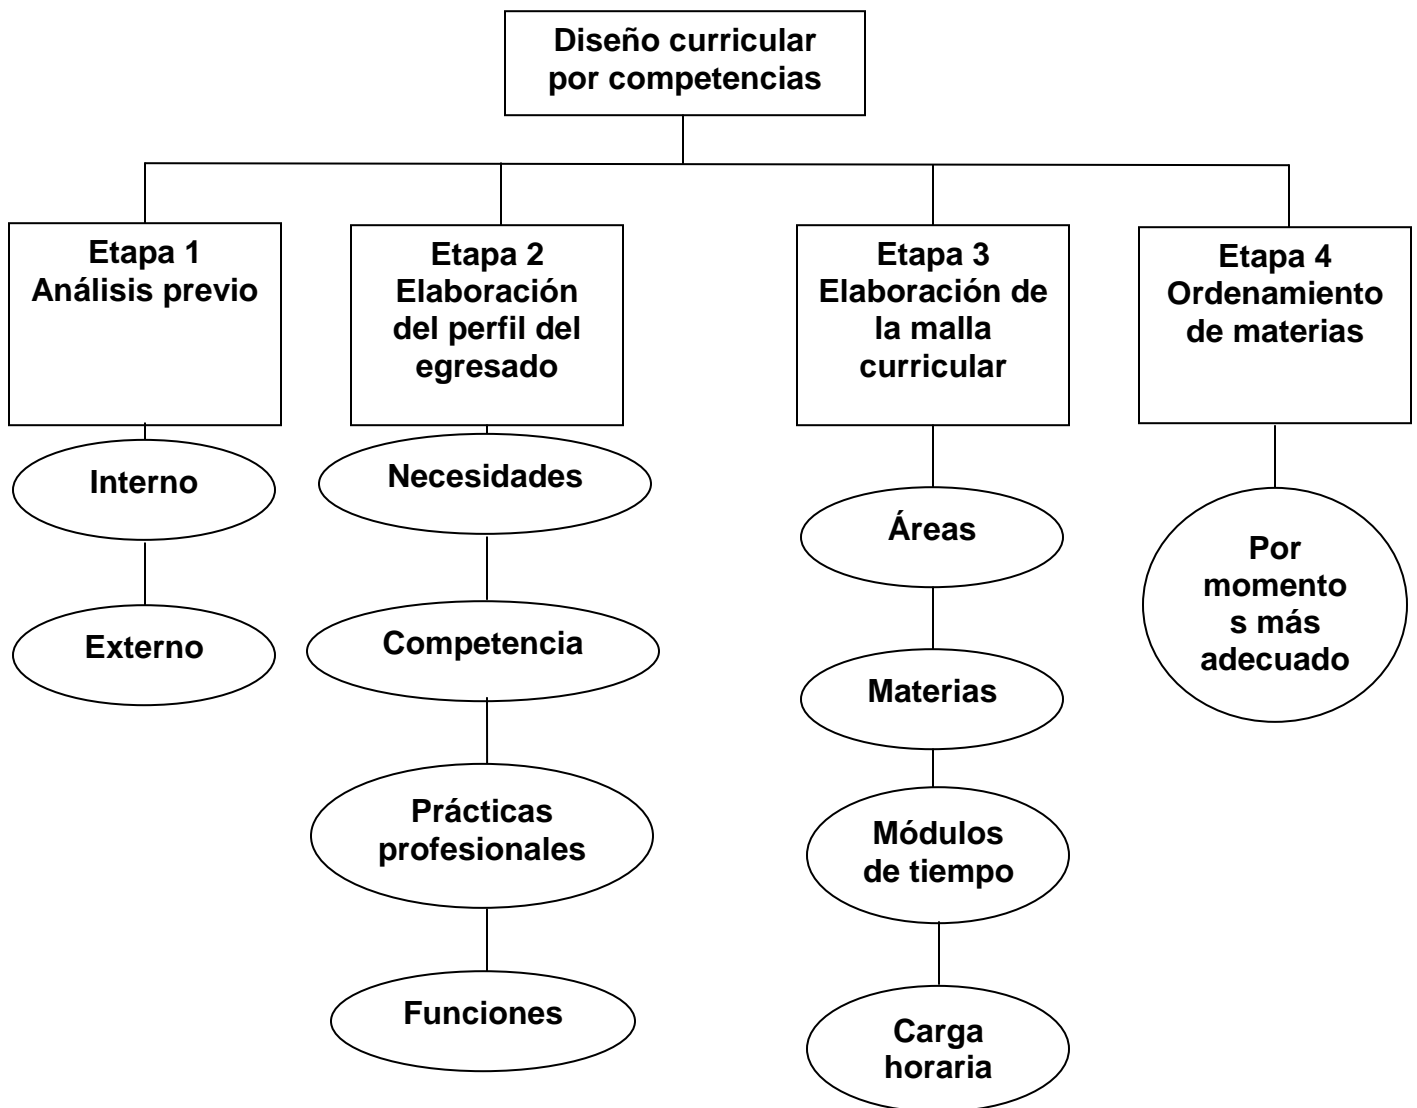 Diseño curricular
por competencias
Etapa 1
Análisis previo
Etapa 2
Elaboración
del perfil del
egresado
Etapa 3
Elaboración de
la malla
curricular
Etapa 4
Ordenamiento
de materias
Interno
Externo
Necesidades
Competencia
Prácticas
profesionales
Funciones
Áreas
Materias
Módulos
de tiempo
Carga
horaria
Por
momento
s más
adecuado